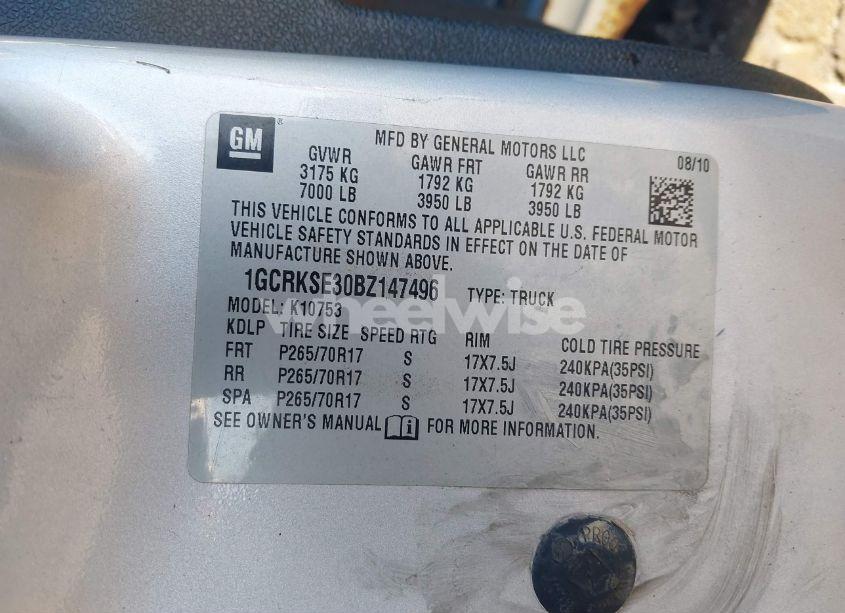 GM
MFD BY GENERAL MOTORS LLC
08/10
GVWR GAWR FRT GAWR RR
3175 KG 1792 KG 1792 KG
7000 LB 3950 LB 3950 LB
THIS VEHICLE CONFORMS TO ALL APPLICABLE U.S. FEDERAL MOTOR
VEHICLE SAFETY STANDARDS IN EFFECT ON THE DATE OF
MANUFACTURE SHOWN ABOVE.
1GCRKSE30BZ147496 TYPE: TRUCK
MODEL: K10753
wheelwise
KDLP TIRE SIZE SPEED RTG RIM COLD TIRE PRESSURE
FRT P265/70R17 S 17X7.5J 240KPA(35PSI)
RR P265/70R17 S 17X7.5J 240KPA(35PSI)
SPA P265/70R17 S 17X7.5J 240KPA(35PSI)
SEE OWNER'S MANUAL i FOR MORE INFORMATION.